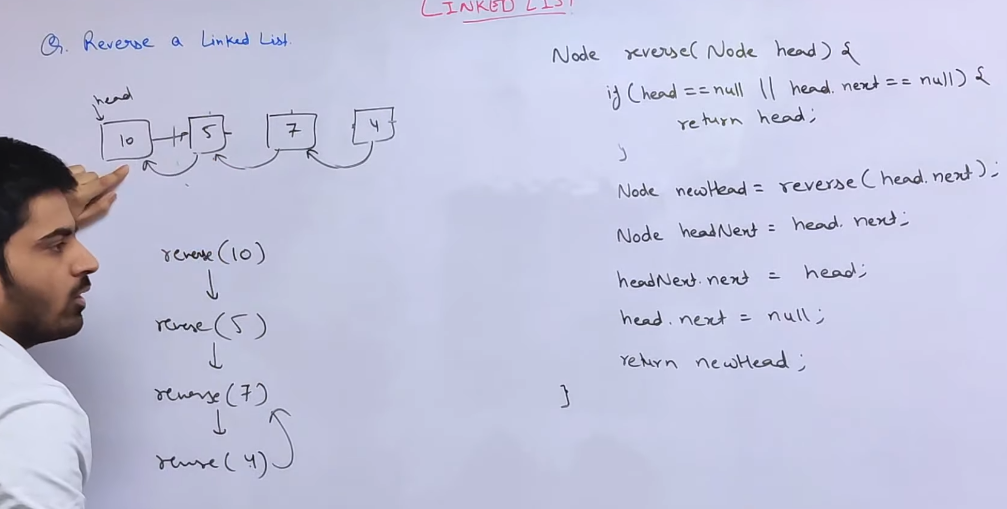 LINKED LIST
Q. Reverse a Linked List.
head
10 5 7 4
reverse(10)
reverse(5)
reverse(7)
reverse(4)
Node reverse(Node head) {
if (head == null || head.next == null) {
return head;
}
Node newHead = reverse(head.next);
Node headNext = head.next;
headNext.next = head;
head.next = null;
return newHead;
}